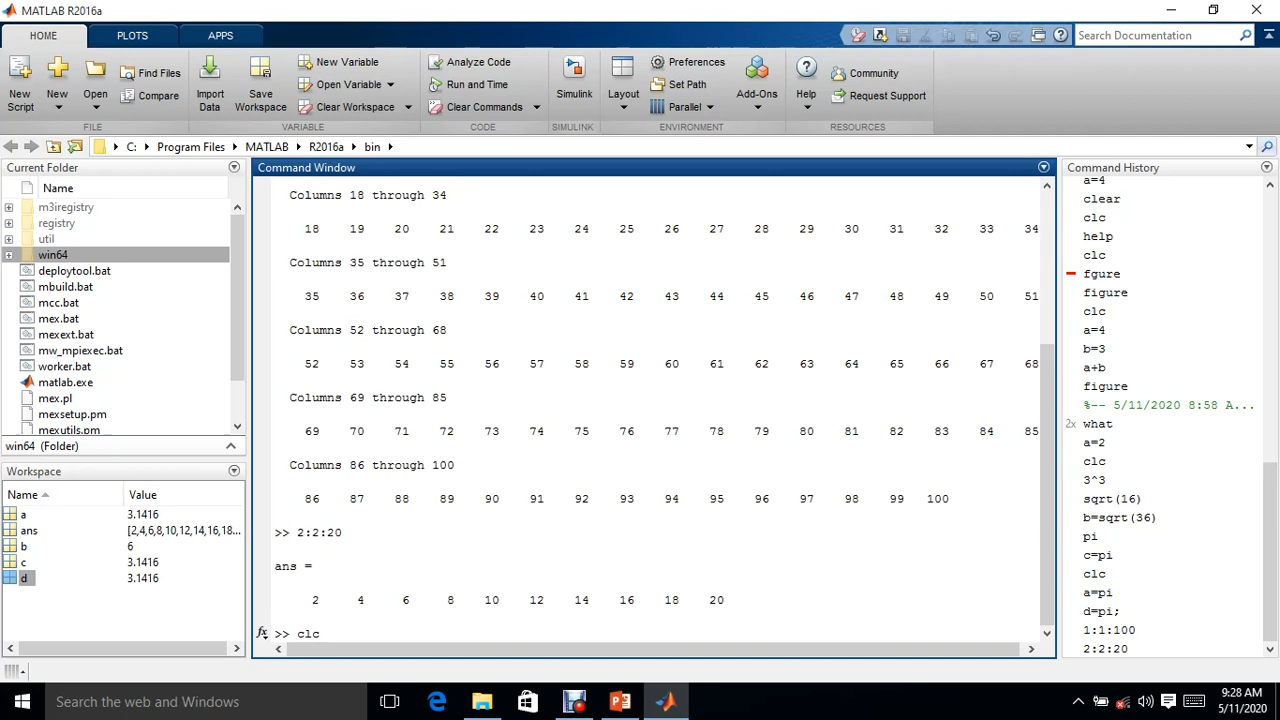 MATLAB R2016a
HOME PLOTS APPS
Search Documentation
New Script
New
Open
Find Files
Compare
Import Data
Save Workspace
New Variable
Open Variable
Clear Workspace
Analyze Code
Run and Time
Clear Commands
Simulink
Layout
Preferences
Set Path
Parallel
Add-Ons
Help
Community
Request Support
FILE VARIABLE CODE SIMULINK ENVIRONMENT RESOURCES
C: Program Files MATLAB R2016a bin
Current Folder
Name
m3iregistry
registry
util
win64
deploytool.bat
mbuild.bat
mcc.bat
mex.bat
mexext.bat
mw_mpiexec.bat
worker.bat
matlab.exe
mex.pl
mexsetup.pm
mexutils.pm
win64 (Folder)
Workspace
Name Value
a 3.1416
ans [2,4,6,8,10,12,14,16,18...
b 6
c 3.1416
d 3.1416
Command Window
Columns 18 through 34
18 19 20 21 22 23 24 25 26 27 28 29 30 31 32 33 34
Columns 35 through 51
35 36 37 38 39 40 41 42 43 44 45 46 47 48 49 50 51
Columns 52 through 68
52 53 54 55 56 57 58 59 60 61 62 63 64 65 66 67 68
Columns 69 through 85
69 70 71 72 73 74 75 76 77 78 79 80 81 82 83 84 85
Columns 86 through 100
86 87 88 89 90 91 92 93 94 95 96 97 98 99 100
>> 2:2:20
ans =
2 4 6 8 10 12 14 16 18 20
fx >> clc
Command History
a=4
clear
clc
help
clc
fgure
figure
clc
a=4
b=3
a+b
figure
%-- 5/11/2020 8:58 A...
2x what
a=2
clc
3^3
sqrt(16)
b=sqrt(36)
pi
c=pi
clc
a=pi
d=pi;
1:1:100
2:2:20
Search the web and Windows
9:28 AM
5/11/2020